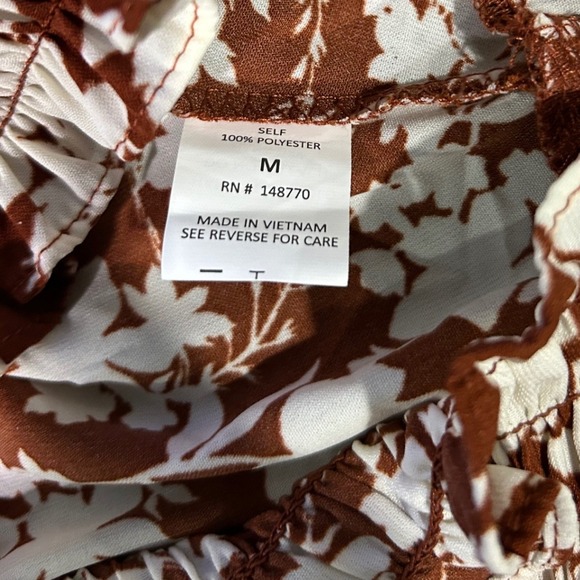 SELF
100% POLYESTER
M
RN # 148770
MADE IN VIETNAM
SEE REVERSE FOR CARE